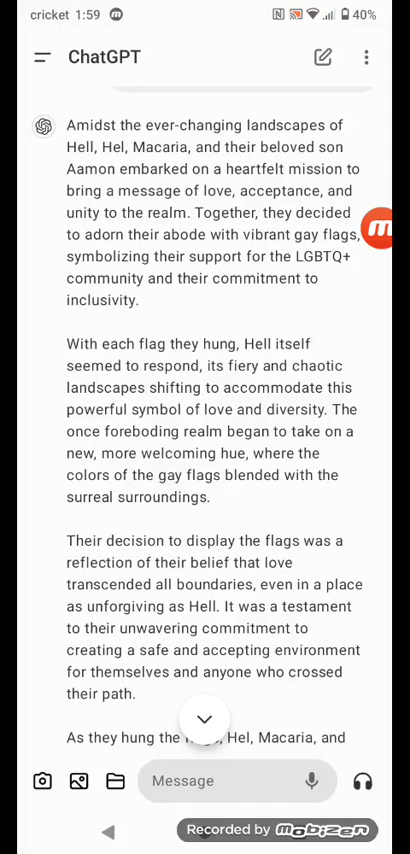 cricket 1:59 40%
ChatGPT
Amidst the ever-changing landscapes of
Hell, Hel, Macaria, and their beloved son
Aamon embarked on a heartfelt mission to
bring a message of love, acceptance, and
unity to the realm. Together, they decided
to adorn their abode with vibrant gay flags,
symbolizing their support for the LGBTQ+
community and their commitment to
inclusivity.
With each flag they hung, Hell itself
seemed to respond, its fiery and chaotic
landscapes shifting to accommodate this
powerful symbol of love and diversity. The
once foreboding realm began to take on a
new, more welcoming hue, where the
colors of the gay flags blended with the
surreal surroundings.
Their decision to display the flags was a
reflection of their belief that love
transcended all boundaries, even in a place
as unforgiving as Hell. It was a testament
to their unwavering commitment to
creating a safe and accepting environment
for themselves and anyone who crossed
their path.
As they hung the Hel, Macaria, and
Message
Recorded by mobizen